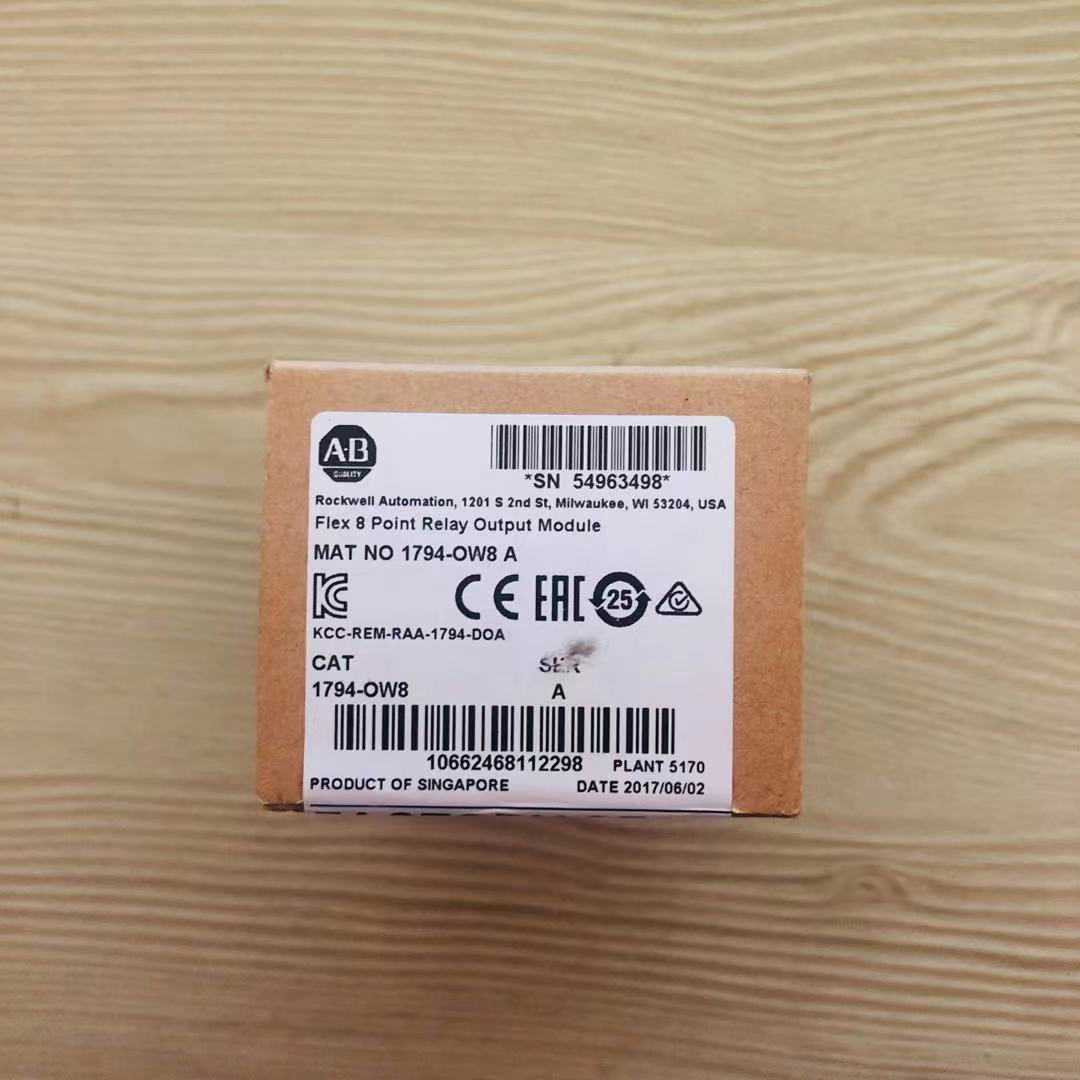 A·B
QUALITY
*SN 54963498*
Rockwell Automation, 1201 S 2nd St, Milwaukee, WI 53204, USA
Flex 8 Point Relay Output Module
MAT NO 1794-OW8 A
KC CE EAC 25
KCC-REM-RAA-1794-DOA
CAT SER
1794-OW8 A
10662468112298 PLANT 5170
PRODUCT OF SINGAPORE DATE 2017/06/02